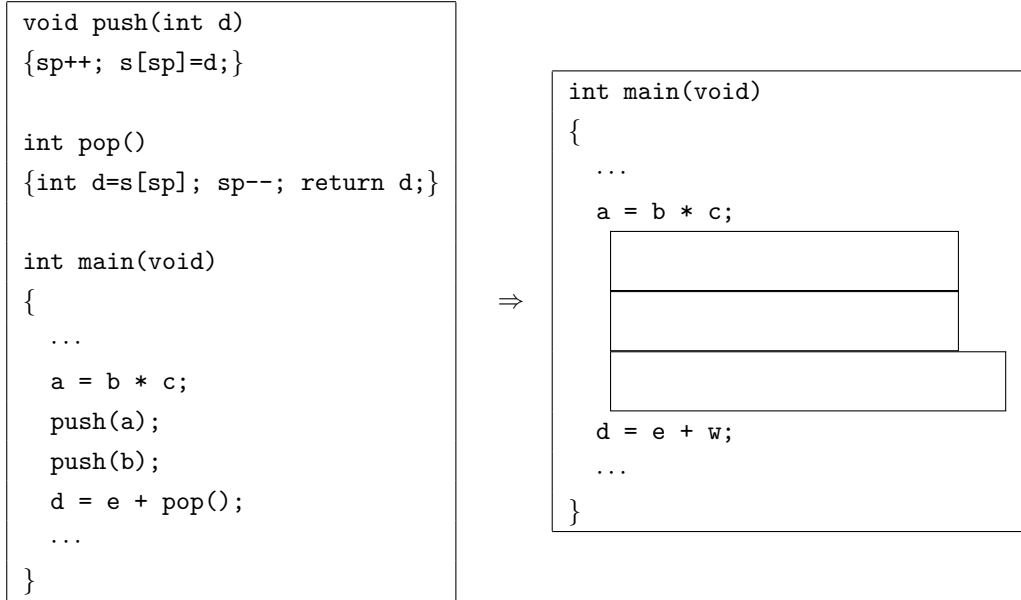 void push(int d)
{sp++; s[sp]=d;}
int pop()
{int d=s[sp]; sp--; return d;}
int main(void)
{
...
a = b * c;
push(a);
push(b);
d = e + pop();
...
}
⇒
int main(void)
{
...
a = b * c;
d = e + w;
...
}